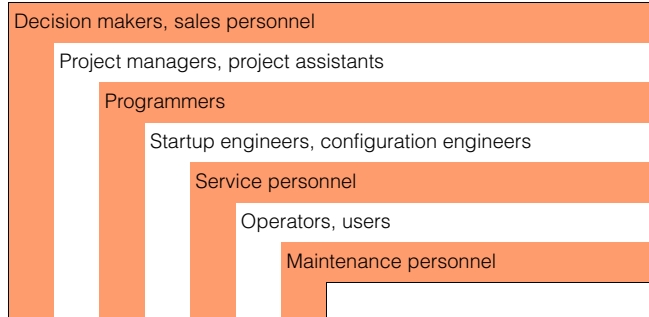 Decision makers, sales personnel
Project managers, project assistants
Programmers
Startup engineers, configuration engineers
Service personnel
Operators, users
Maintenance personnel